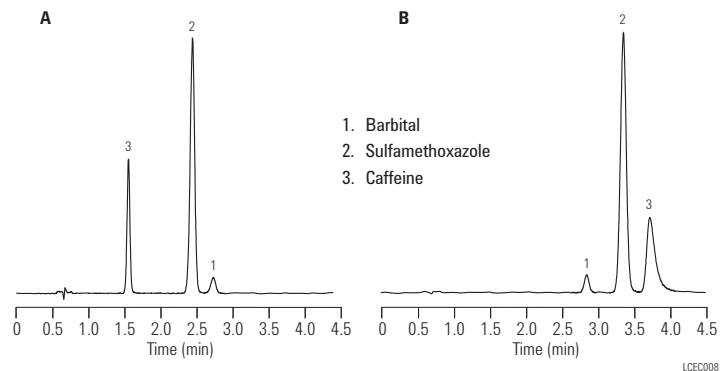 A
2
3
1
0 0.5 1.0 1.5 2.0 2.5 3.0 3.5 4.0 4.5
Time (min)
1. Barbital
2. Sulfamethoxazole
3. Caffeine
B
2
3
1
0 0.5 1.0 1.5 2.0 2.5 3.0 3.5 4.0 4.5
Time (min)
LCEC008